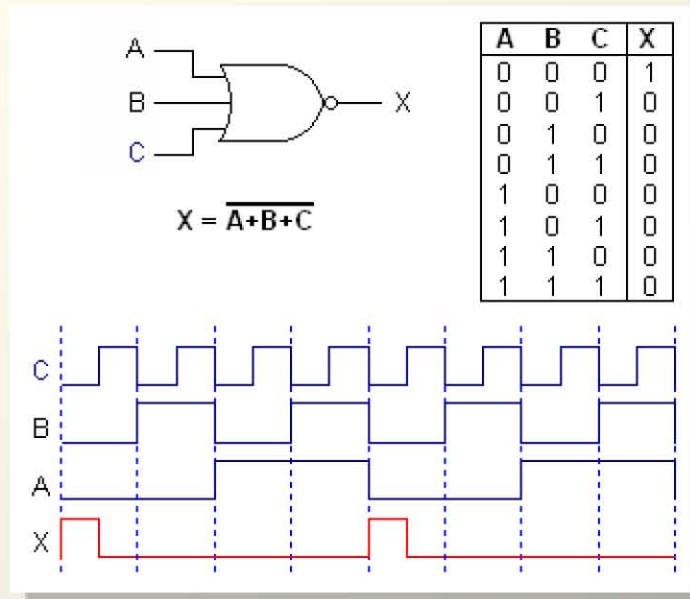 A
B
C
X
X = A+B+C
A B C X
0 0 0 1
0 0 1 0
0 1 0 0
0 1 1 0
1 0 0 0
1 0 1 0
1 1 0 0
1 1 1 0
C
B
A
X